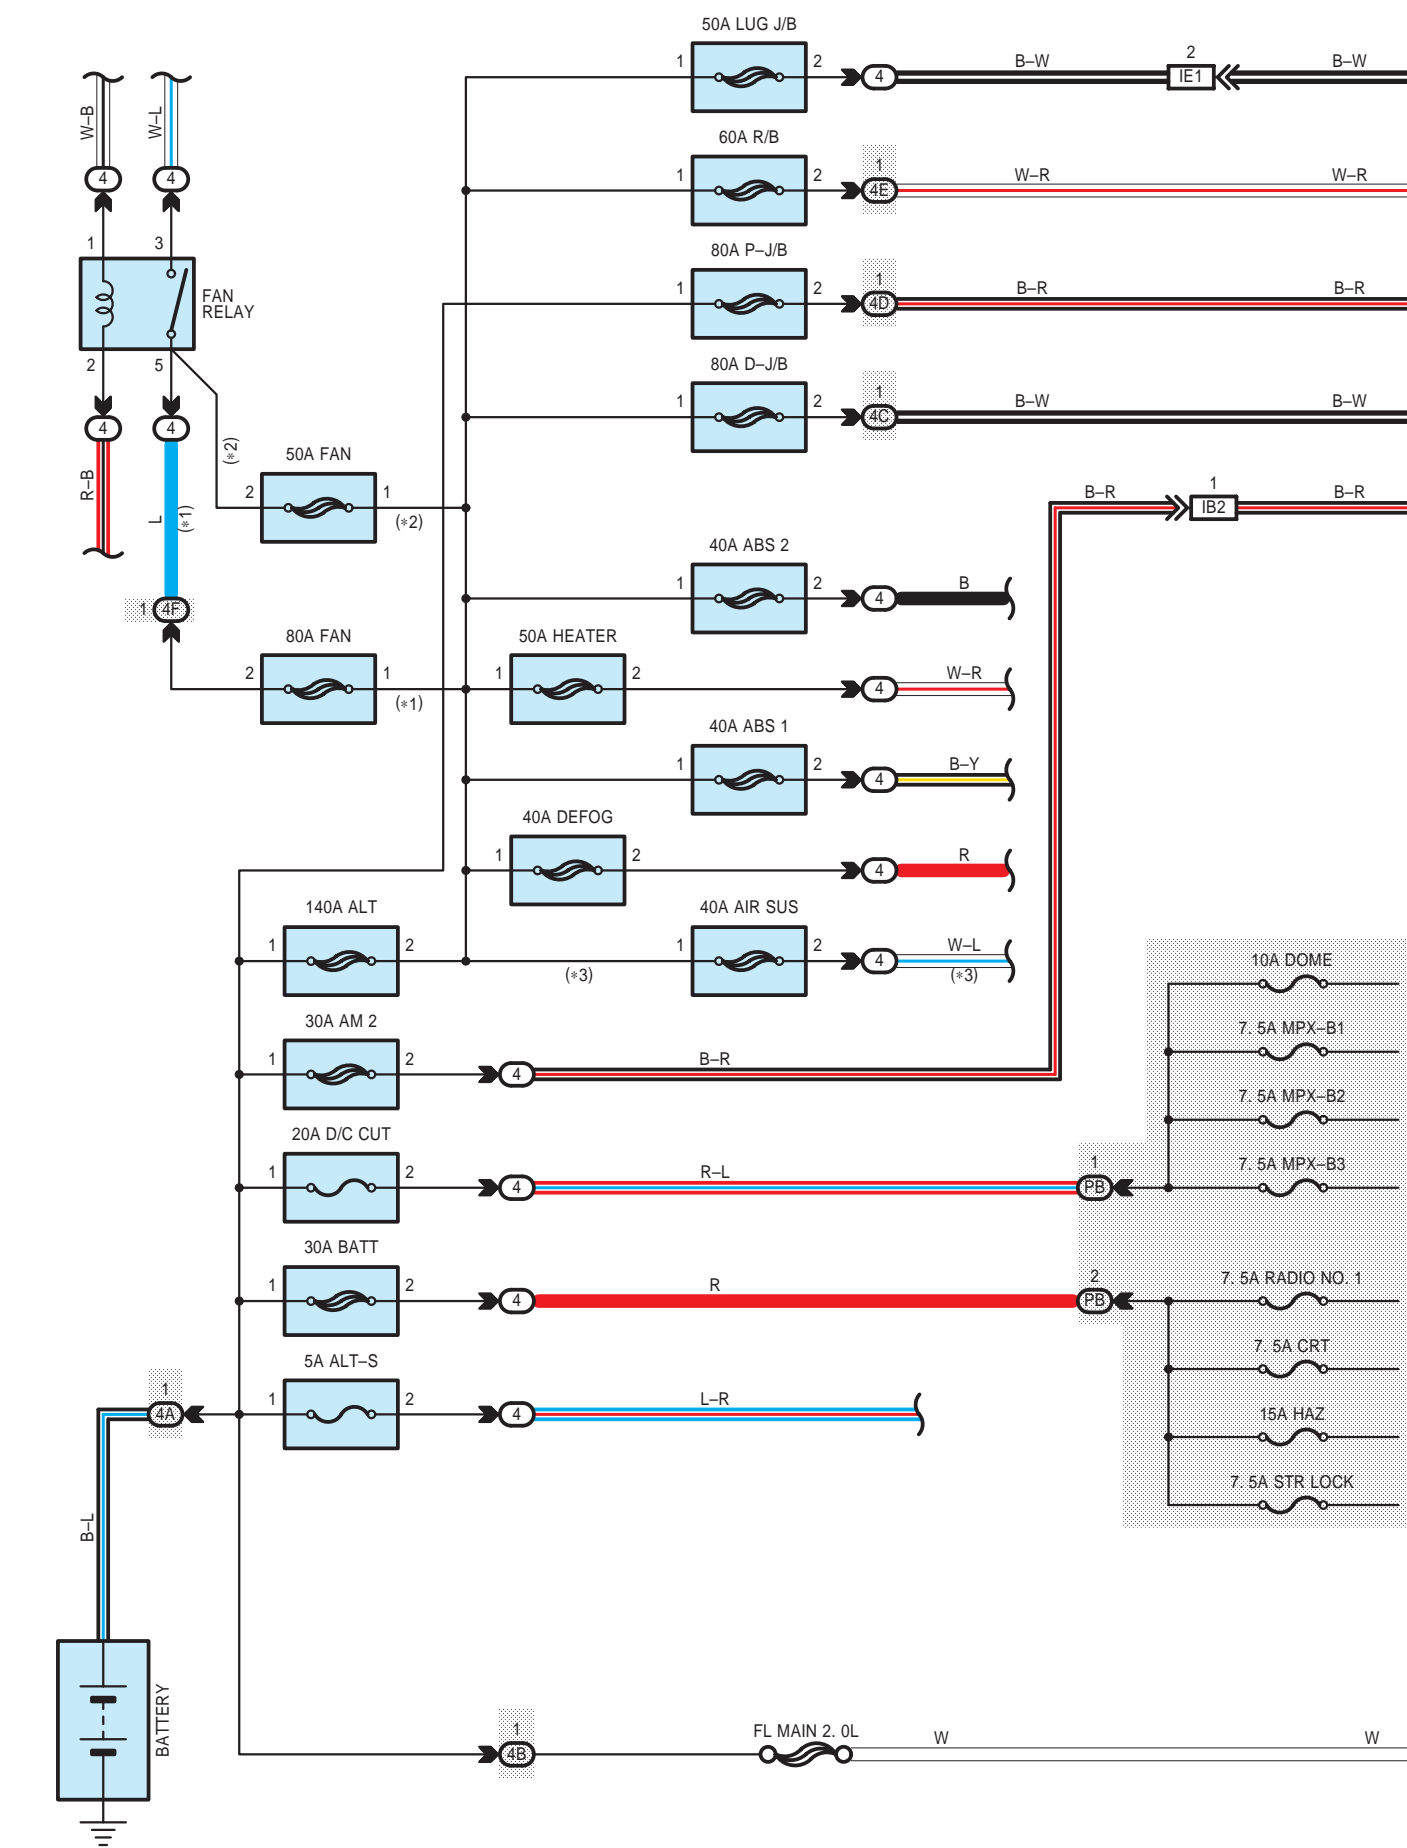 50A LUG J/B
1
2
4
B–W
2
IE1
B–W
W–B
W–L
4
4
60A R/B
1
2
1
4E
W–R
W–R
1
3
FAN
RELAY
2
5
80A P–J/B
1
2
1
4D
B–R
B–R
80A D–J/B
1
2
1
4C
B–W
B–W
4
4
R–B
L
(*1)
(*2)
50A FAN
2
1
(*2)
B–R
1
IB2
B–R
40A ABS 2
1
2
4
B
1
4F
80A FAN
2
1
(*1)
50A HEATER
1
2
4
W–R
40A ABS 1
1
2
4
B–Y
40A DEFOG
1
2
4
R
140A ALT
1
2
(*3)
40A AIR SUS
1
2
4
W–L
(*3)
10A DOME
7. 5A MPX–B1
7. 5A MPX–B2
7. 5A MPX–B3
30A AM 2
1
2
4
B–R
20A D/C CUT
1
2
4
R–L
1
PB
30A BATT
1
2
4
R
2
PB
7. 5A RADIO NO. 1
7. 5A CRT
15A HAZ
7. 5A STR LOCK
5A ALT–S
1
2
4
L–R
1
4A
B–L
BATTERY
1
4B
FL MAIN 2. 0L
W
W